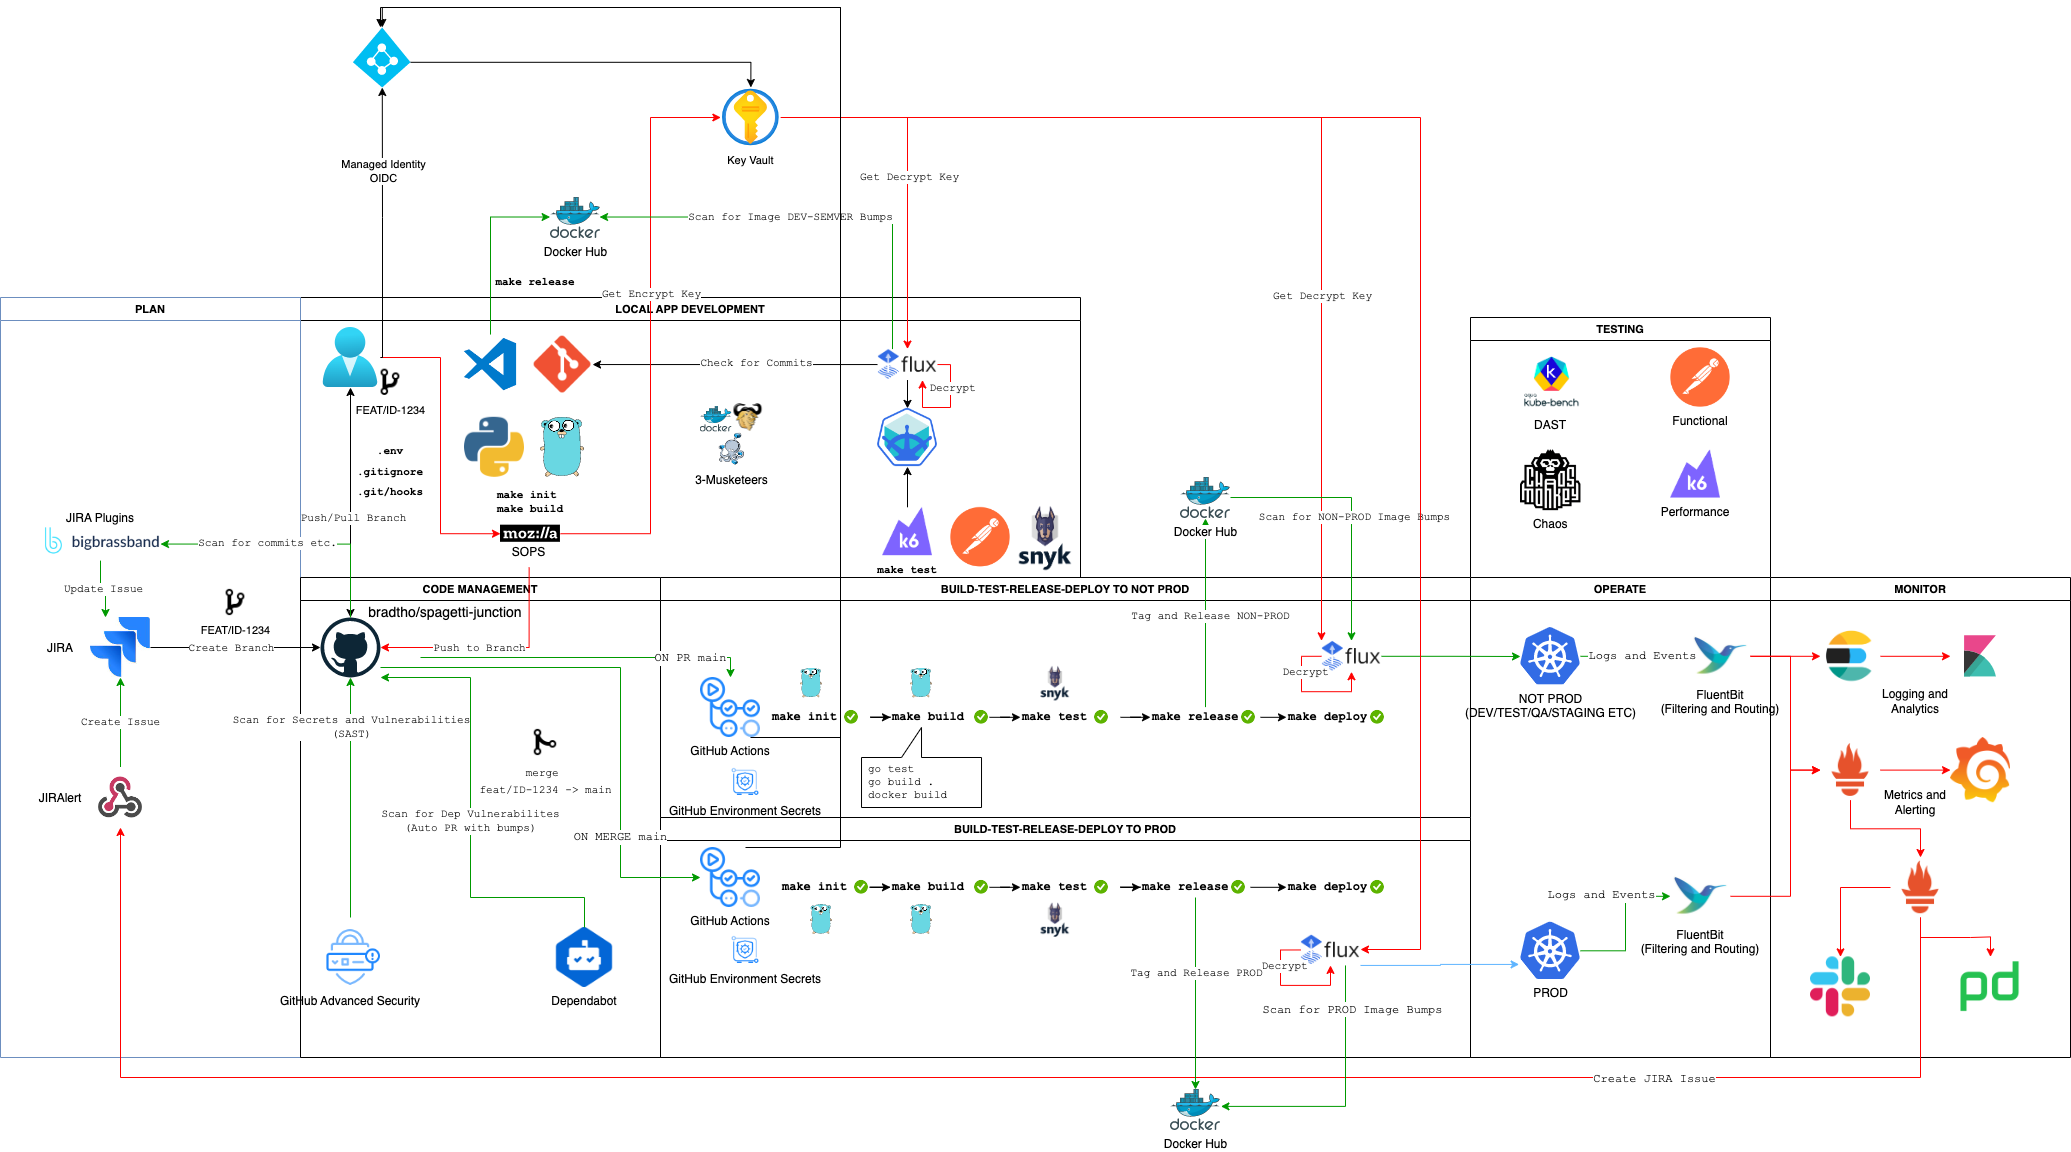 Managed Identity
OIDC
Key Vault
Get Decrypt Key
docker
Docker Hub
Scan for Image DEV-SEMVER Bumps
make release
Get Encrypt Key
Get Decrypt Key
PLAN
LOCAL APP DEVELOPMENT
TESTING
flux
Check for Commits
Decrypt
FEAT/ID-1234
aqua
kube-bench
DAST
Functional
.env
.gitignore
.git/hooks
docker
3-Musketeers
make init
make build
moz://a
SOPS
Push/Pull Branch
k6
make test
snyk
docker
Docker Hub
Scan for NON-PROD Image Bumps
chaos
monkey
Chaos
k6
Performance
JIRA Plugins
bigbrassband
Scan for commits etc.
Update Issue
CODE MANAGEMENT
BUILD-TEST-RELEASE-DEPLOY TO NOT PROD
OPERATE
MONITOR
bradtho/spagetti-junction
FEAT/ID-1234
JIRA
Create Branch
Push to Branch
ON PR main
Tag and Release NON-PROD
flux
Decrypt
Logs and Events
NOT PROD
(DEV/TEST/QA/STAGING ETC)
FluentBit
(Filtering and Routing)
Logging and
Analytics
Create Issue
Scan for Secrets and Vulnerabilities
(SAST)
snyk
make init
make build
make test
make release
make deploy
GitHub Actions
go test
go build .
docker build
GitHub Environment Secrets
merge
feat/ID-1234 -> main
JIRAlert
Metrics and
Alerting
Scan for Dep Vulnerabilites
(Auto PR with bumps)
ON MERGE main
BUILD-TEST-RELEASE-DEPLOY TO PROD
make init
make build
make test
make release
make deploy
GitHub Actions
snyk
GitHub Environment Secrets
Logs and Events
FluentBit
(Filtering and Routing)
flux
Decrypt
Tag and Release PROD
PROD
GitHub Advanced Security
Dependabot
Scan for PROD Image Bumps
pd
Create JIRA Issue
docker
Docker Hub